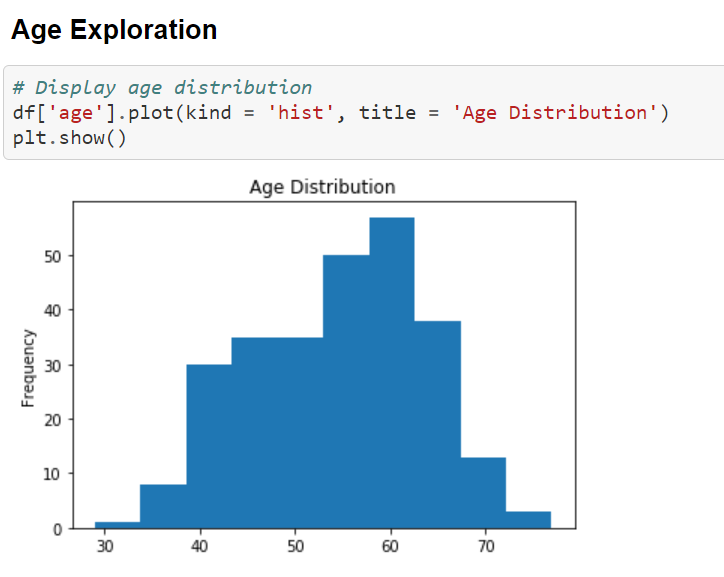 Age Exploration
# Display age distribution
df['age'].plot(kind = 'hist', title = 'Age Distribution')
plt.show()
Age Distribution
Frequency
50
40
30
20
10
0
30 40 50 60 70